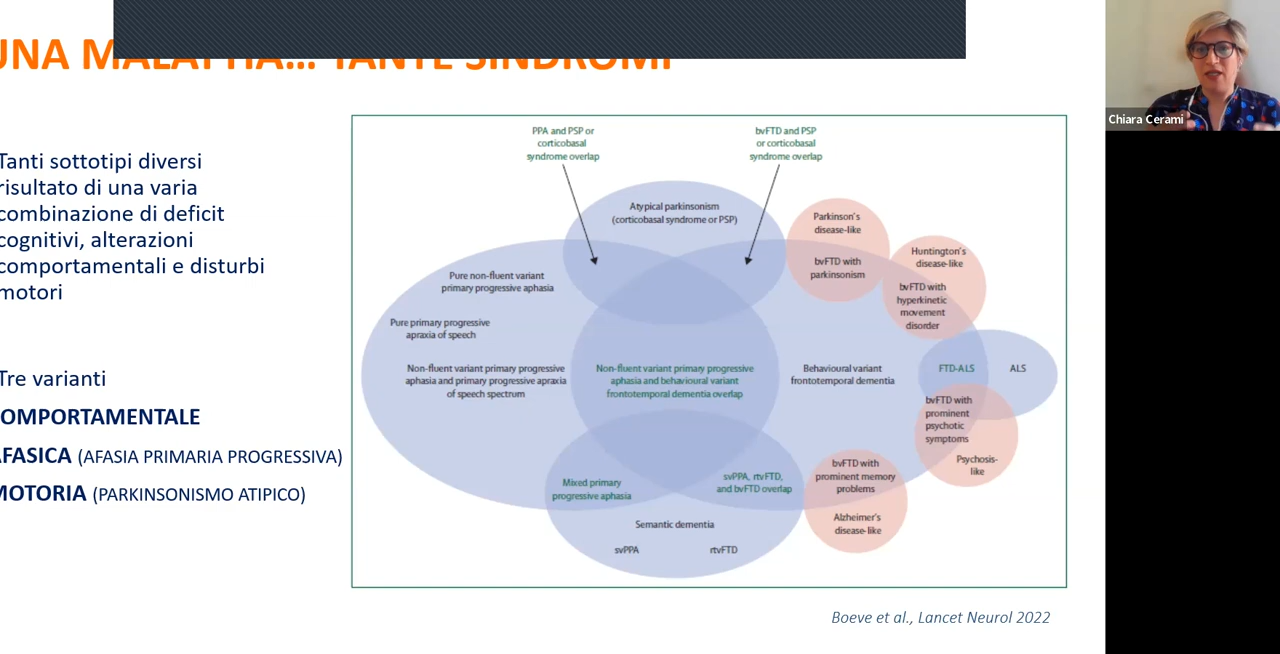 UNA MALATTIA... TANTE SINDROMI
Tanti sottotipi diversi
risultato di una varia
combinazione di deficit
cognitivi, alterazioni
comportamentali e disturbi
motori
Tre varianti
OMPORTAMENTALE
AFASICA (AFASIA PRIMARIA PROGRESSIVA)
MOTORIA (PARKINSONISMO ATIPICO)
PPA and PSP or
corticobasal
syndrome overlap
bvFTD and PSP
or corticobasal
syndrome overlap
Atypical parkinsonism
(corticobasal syndrome or PSP)
Parkinson's
disease-like
bvFTD with
parkinsonism
Huntington's
disease-like
bvFTD with
hyperkinetic
movement
disorder
Pure non-fluent variant
primary progressive aphasia
Pure primary progressive
apraxia of speech
Non-fluent variant primary progressive
aphasia and primary progressive apraxia
of speech spectrum
Non-fluent variant primary progressive
aphasia and behavioural variant
frontotemporal dementia overlap
Behavioural variant
frontotemporal dementia
FTD-ALS
ALS
bvFTD with
prominent
psychotic
symptoms
Psychosis-
like
bvFTD with
prominent memory
problems
Alzheimer's
disease-like
Mixed primary
progressive aphasia
svPPA, rtvFTD,
and bvFTD overlap
Semantic dementia
svPPA
rtvFTD
Boeve et al., Lancet Neurol 2022
Chiara Cerami